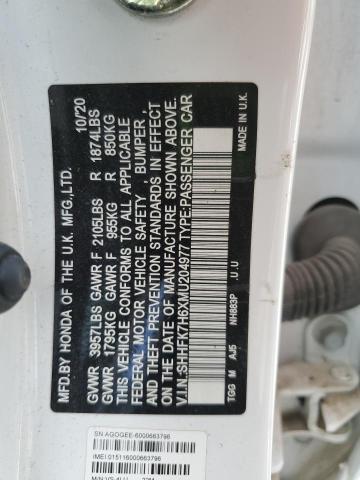 MFD.BY HONDA OF THE U.K. MFG.,LTD. 10/20
GVWR 3957LBS GAWR F 2105LBS R 1874LBS
GVWR 1795KG GAWR F 955KG R 850KG
THIS VEHICLE CONFORMS TO ALL APPLICABLE
FEDERAL MOTOR VEHICLE SAFETY, BUMPER,
AND THEFT PREVENTION STANDARDS IN EFFECT
ON THE DATE OF MANUFACTURE SHOWN ABOVE.
V.I.N.:SHHFK7H6XMU204977 TYPE:PASSENGER CAR
NH883P JU U MADE IN U.K.
TGG M AJ5
SN AGOGEE-6000663796
IMEI 015116000663796